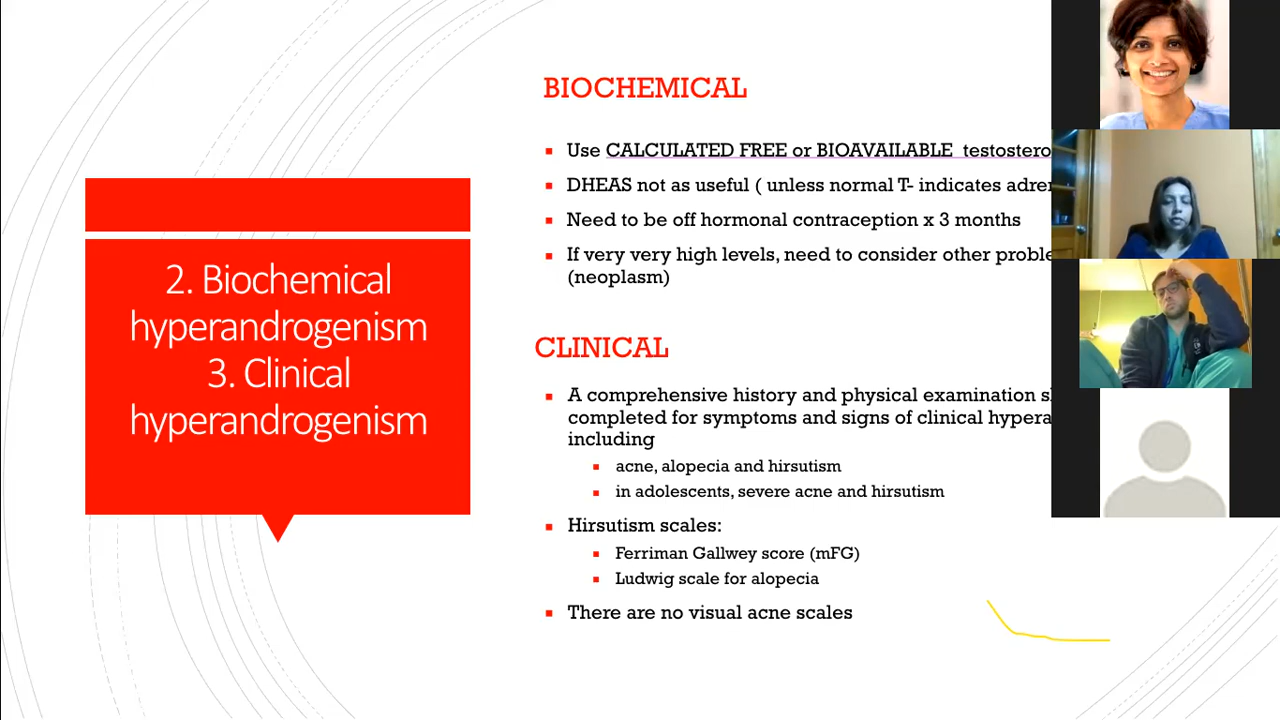 2. Biochemical
hyperandrogenism
3. Clinical
hyperandrogenism
BIOCHEMICAL
Use CALCULATED FREE or BIOAVAILABLE testostero
DHEAS not as useful ( unless normal T- indicates adre
Need to be off hormonal contraception x 3 months
If very very high levels, need to consider other proble
(neoplasm)
CLINICAL
A comprehensive history and physical examination s
completed for symptoms and signs of clinical hypera
including
acne, alopecia and hirsutism
in adolescents, severe acne and hirsutism
Hirsutism scales:
Ferriman Gallwey score (mFG)
Ludwig scale for alopecia
There are no visual acne scales